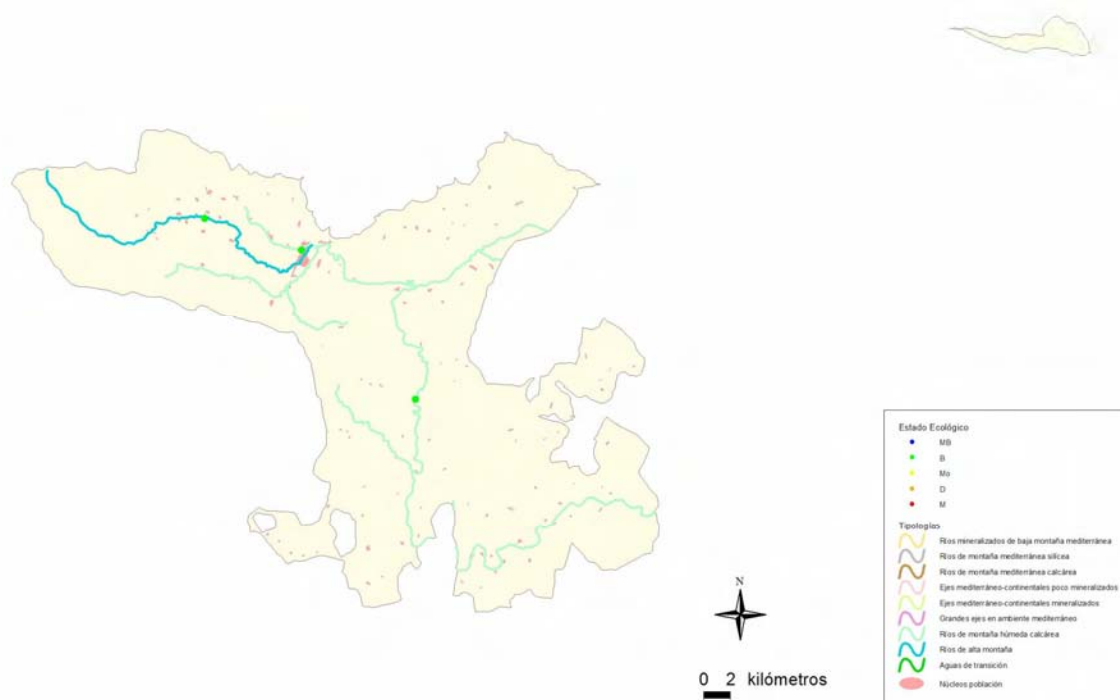 N
0 2 kilómetros
Estado Ecológico
MB
B
Mo
D
M
Tipologías
Ríos mineralizados de baja montaña mediterránea
Ríos de montaña mediterránea silícea
Ríos de montaña mediterránea calcárea
Ejes mediterráneo-continentales poco mineralizados
Ejes mediterráneo-continentales mineralizados
Grandes ejes en ambiente mediterráneo
Ríos de montaña húmeda calcárea
Ríos de alta montaña
Aguas de transición
Núcleos población